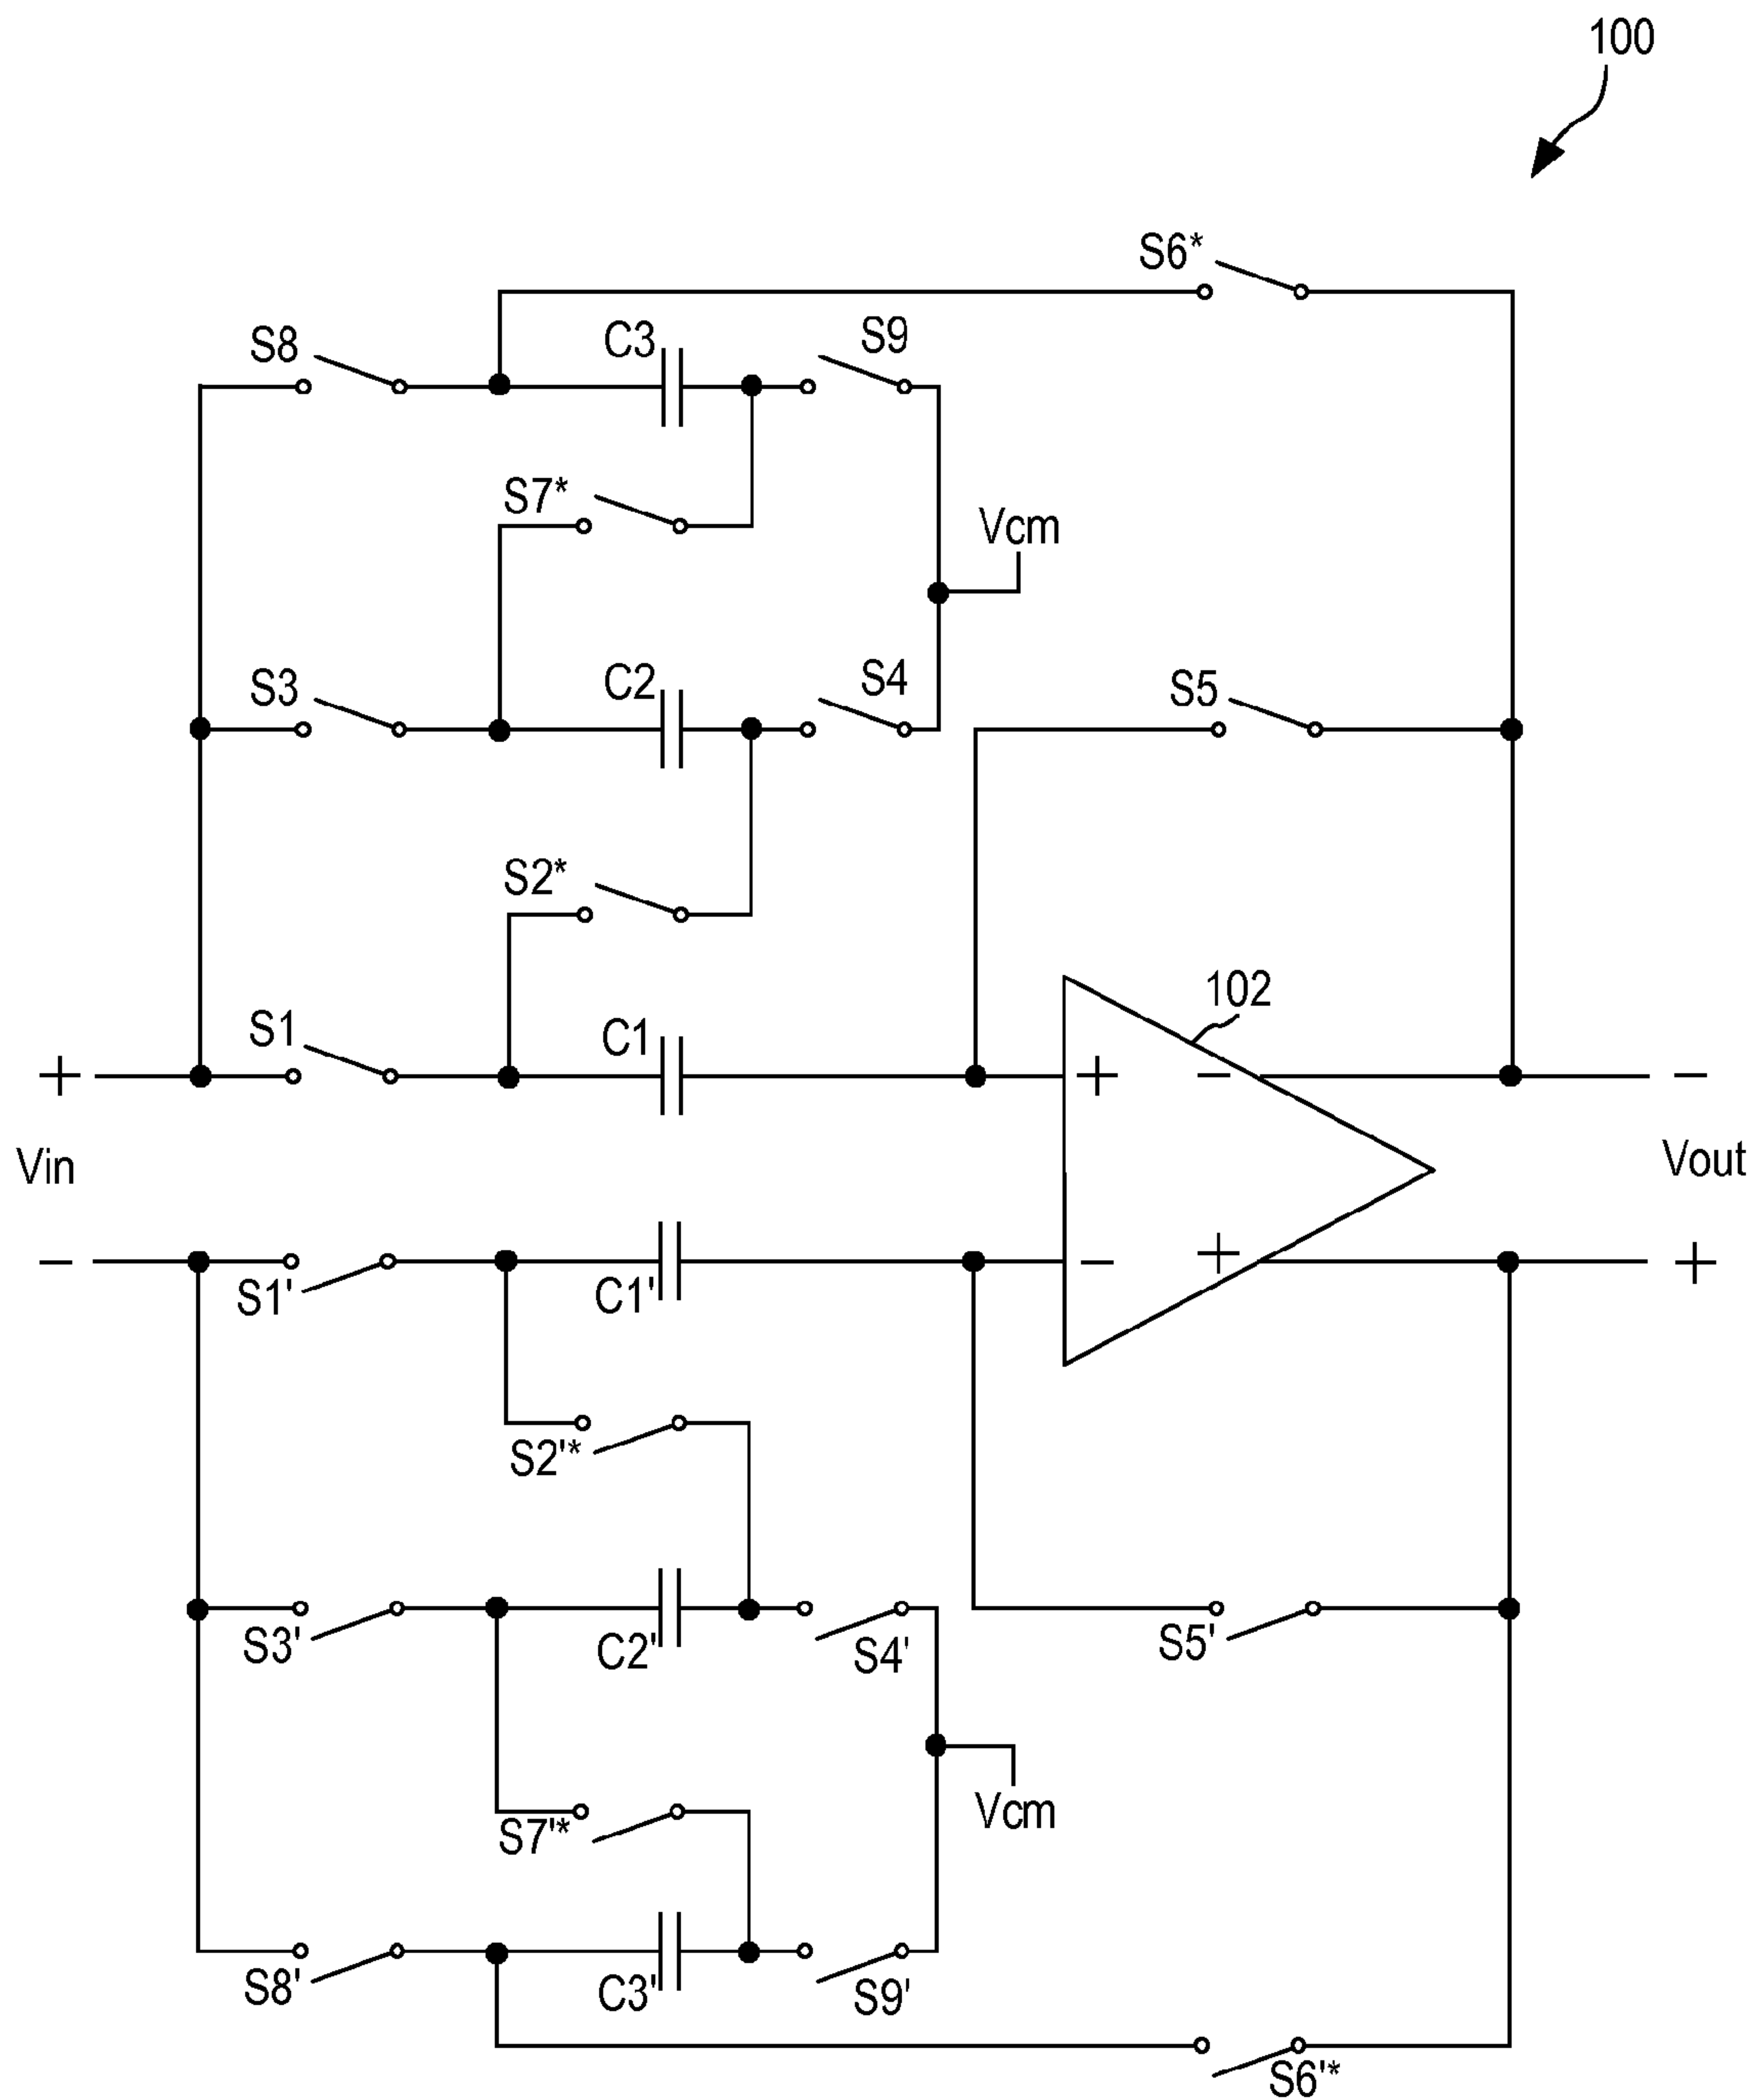 100
S6*
S8
C3
S9
S7*
Vcm
S3
C2
S4
S5
S2*
102
S1
C1
+
+
−
−
Vin
Vout
−
−
+
+
S1'
C1'
S2'*
S3'
C2'
S4'
S5'
S7'*
Vcm
S8'
C3'
S9'
S6'*